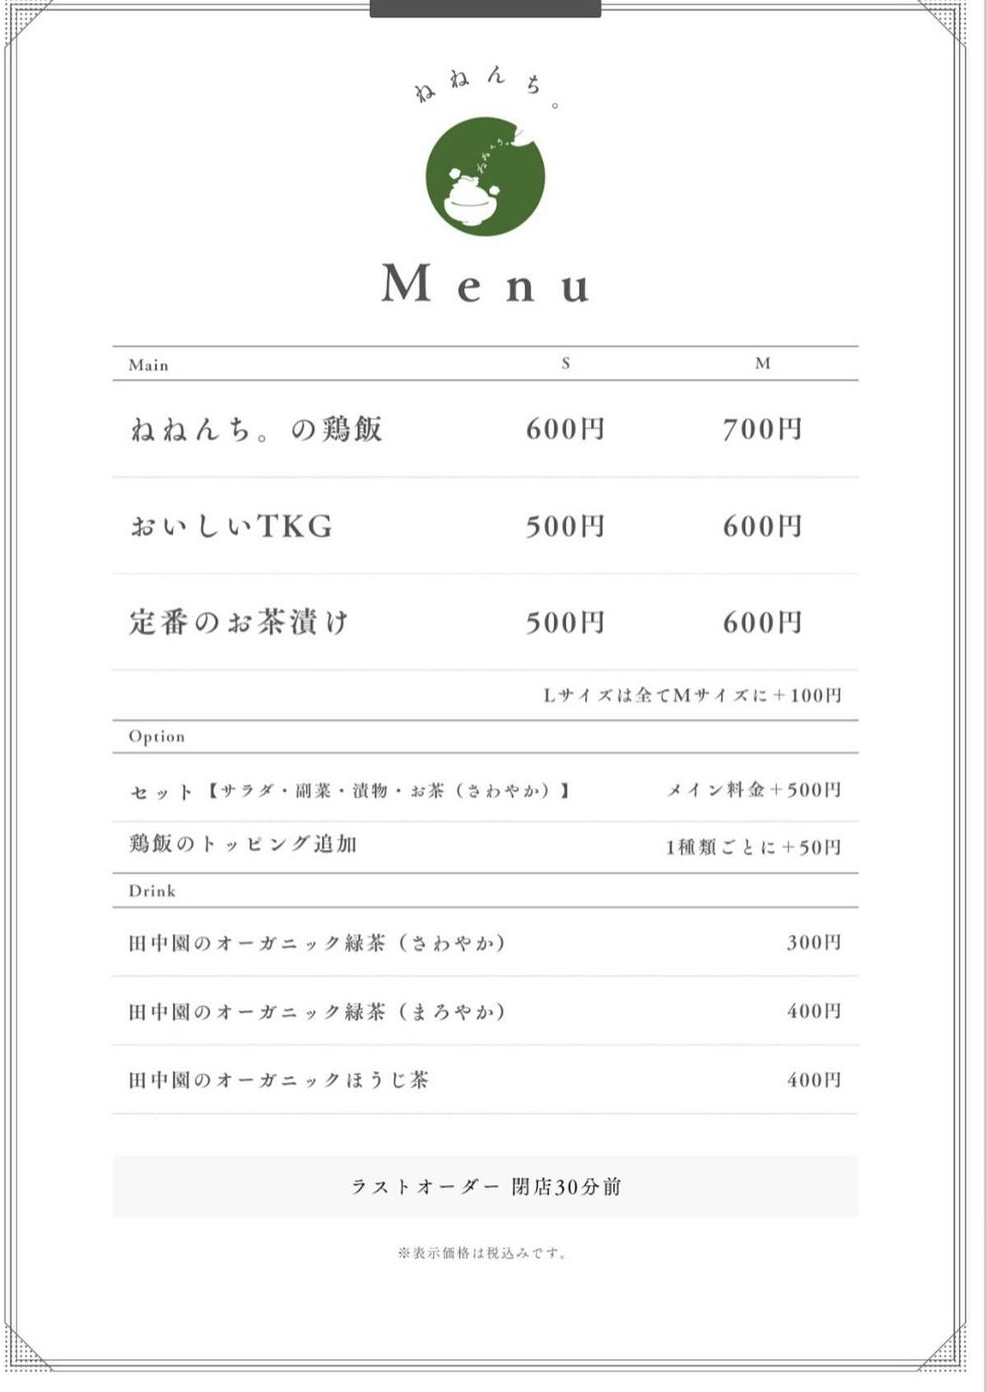 ねねんち。
ねねんち。
Menu
Main S M
ねねんち。の鶏飯 600円 700円
おいしいTKG 500円 600円
定番のお茶漬け 500円 600円
Lサイズは全てMサイズに＋100円
Option
セット【サラダ・副菜・漬物・お茶（さわやか）】 メイン料金＋500円
鶏飯のトッピング追加 1種類ごとに＋50円
Drink
田中園のオーガニック緑茶（さわやか） 300円
田中園のオーガニック緑茶（まろやか） 400円
田中園のオーガニックほうじ茶 400円
ラストオーダー 閉店30分前
※表示価格は税込みです。